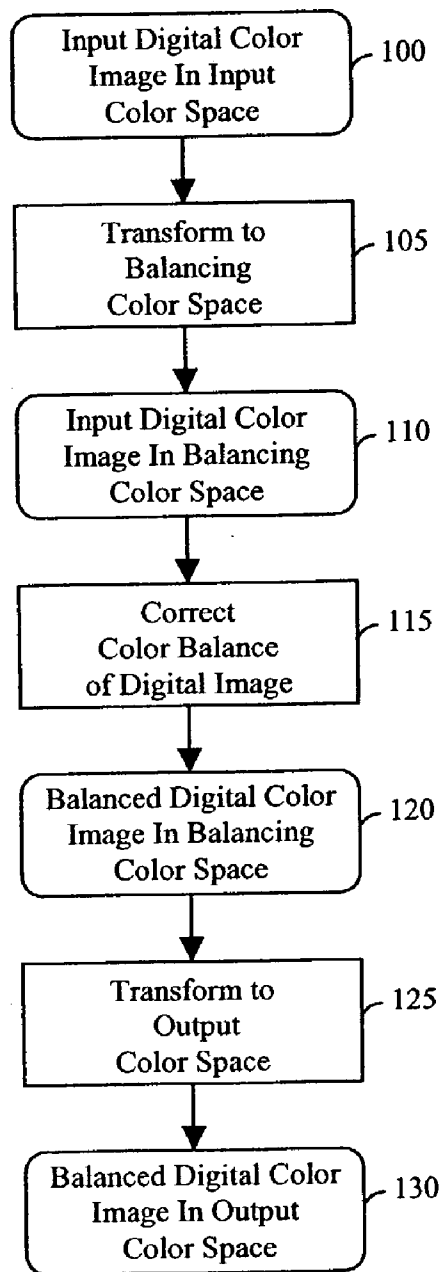 Input Digital Color
Image In Input
Color Space
100
Transform to
Balancing
Color Space
105
Input Digital Color
Image In Balancing
Color Space
110
Correct
Color Balance
of Digital Image
115
Balanced Digital Color
Image In Balancing
Color Space
120
Transform to
Output
Color Space
125
Balanced Digital Color
Image In Output
Color Space
130